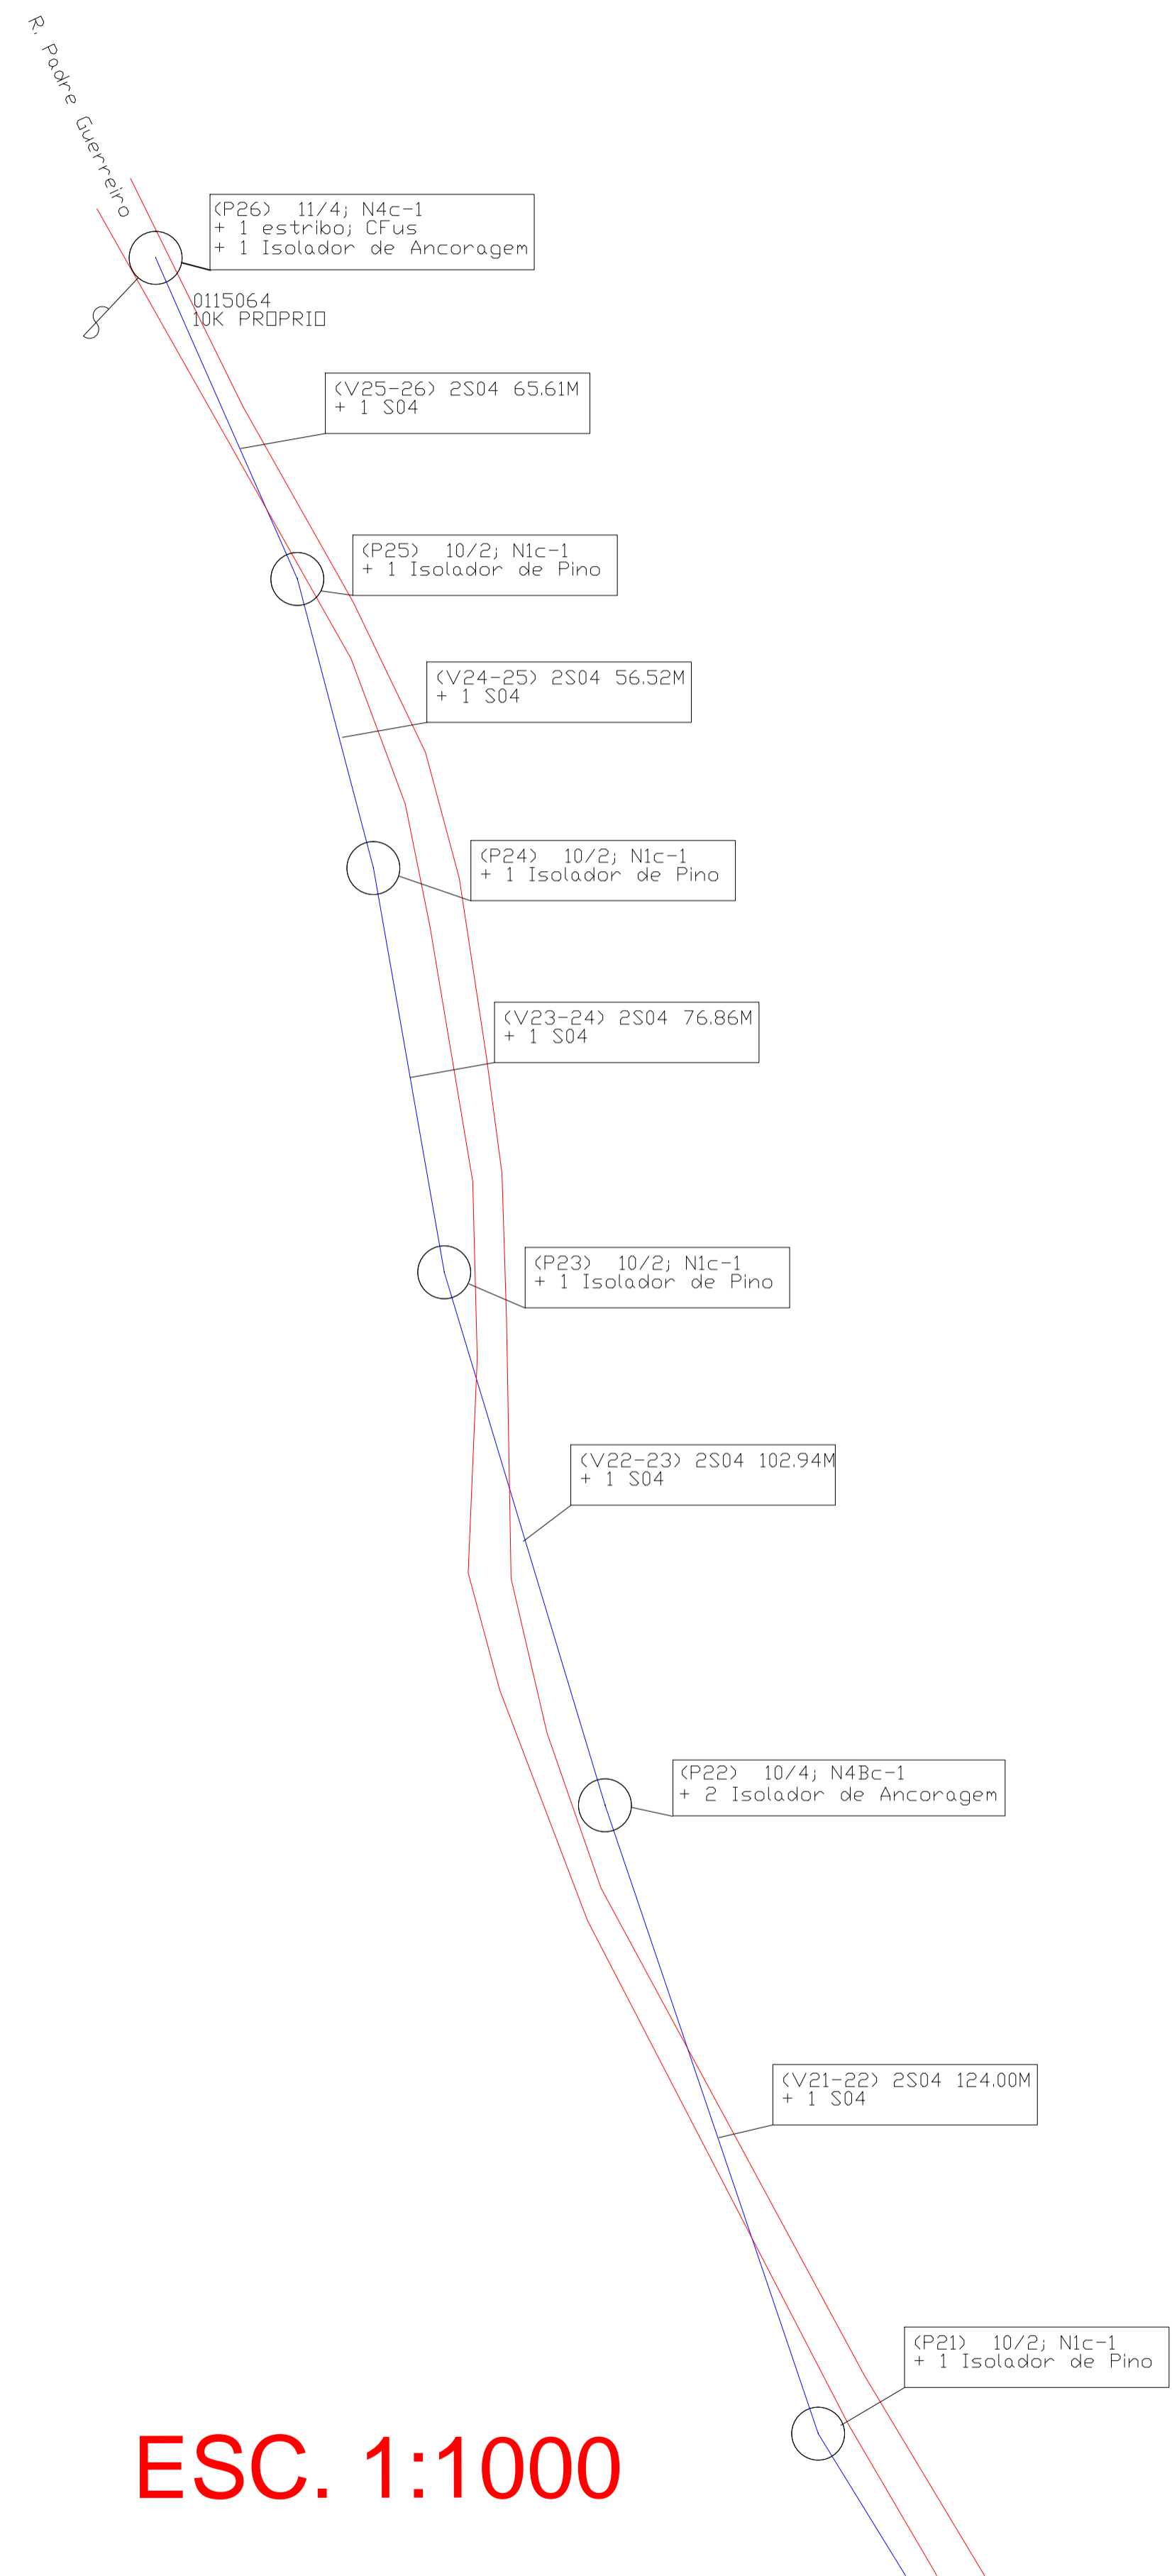 R. Padre Guerreiro
(P26) 11/4; N4c-1
+ 1 estribo; CFus
+ 1 Isolador de Ancoragem
0115064
10K PR□PRI□
(V25-26) 2S04 65.61M
+ 1 S04
(P25) 10/2; N1c-1
+ 1 Isolador de Pino
(V24-25) 2S04 56.52M
+ 1 S04
(P24) 10/2; N1c-1
+ 1 Isolador de Pino
(V23-24) 2S04 76.86M
+ 1 S04
(P23) 10/2; N1c-1
+ 1 Isolador de Pino
(V22-23) 2S04 102.94M
+ 1 S04
(P22) 10/4; N4Bc-1
+ 2 Isolador de Ancoragem
(V21-22) 2S04 124.00M
+ 1 S04
(P21) 10/2; N1c-1
+ 1 Isolador de Pino
ESC. 1:1000